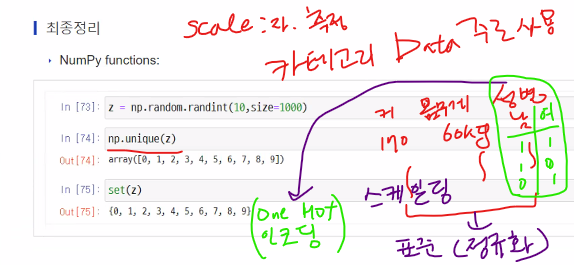 최종정리
scale: 자. 측정
NumPy functions:
카테고리 Data 주로 사용
In [73]: z = np.random.randint(10,size=1000)
키 몸무게 성별
남 여
In [74]: np.unique(z)
170 60kg
1 1
Out[74]: array([0, 1, 2, 3, 4, 5, 6, 7, 8, 9])
1 0
0 1
In [75]: set(z)
스케일링
Out[75]: {0, 1, 2, 3, 4, 5, 6, 7, 8, 9}
(One Hot
인코딩)
표준 (정규화)